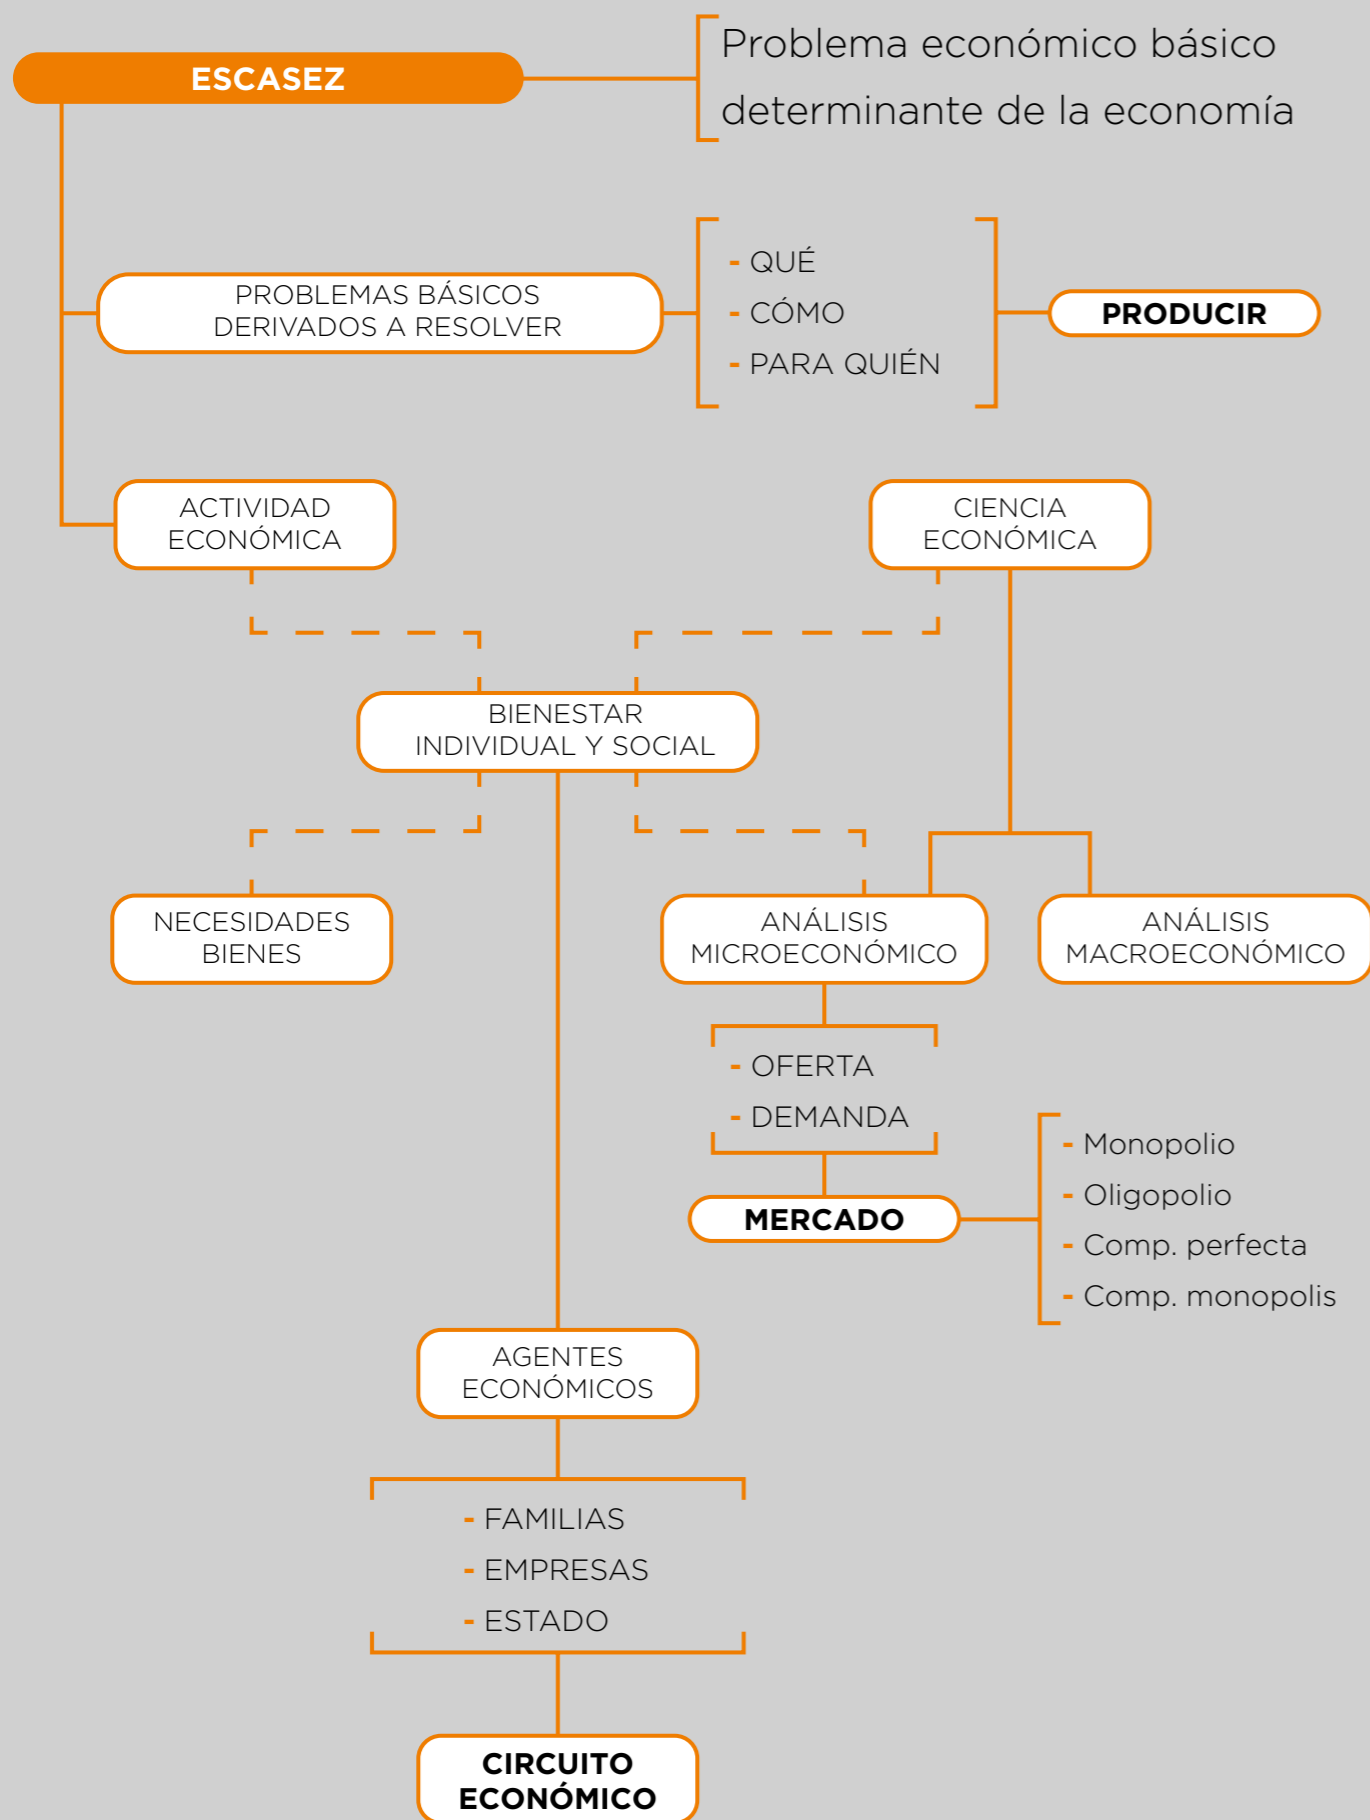 ESCASEZ
Problema económico básico
determinante de la economía
PROBLEMAS BÁSICOS
DERIVADOS A RESOLVER
- QUÉ
- CÓMO
- PARA QUIÉN
PRODUCIR
ACTIVIDAD
ECONÓMICA
CIENCIA
ECONÓMICA
BIENESTAR
INDIVIDUAL Y SOCIAL
NECESIDADES
BIENES
ANÁLISIS
MICROECONÓMICO
ANÁLISIS
MACROECONÓMICO
- OFERTA
- DEMANDA
MERCADO
- Monopolio
- Oligopolio
- Comp. perfecta
- Comp. monopolis
AGENTES
ECONÓMICOS
- FAMILIAS
- EMPRESAS
- ESTADO
CIRCUITO
ECONÓMICO